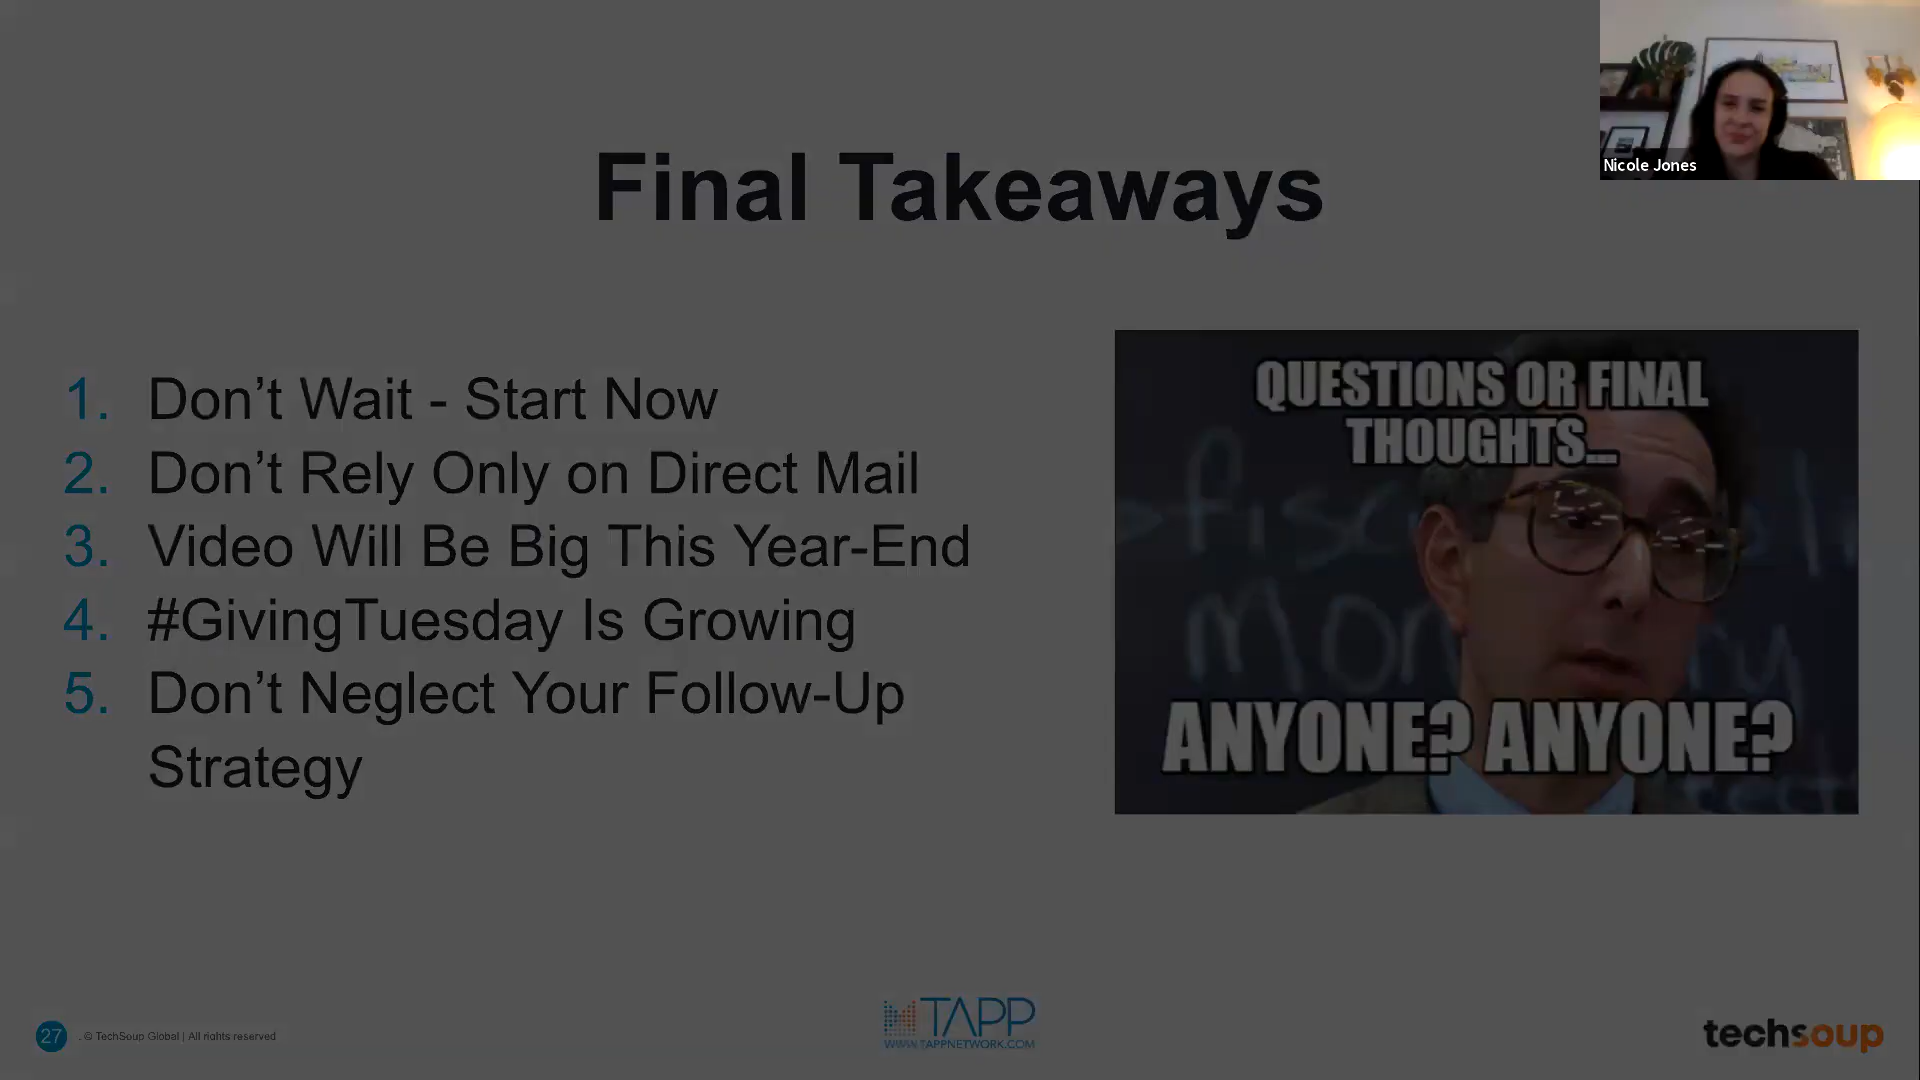 Nicole Jones
Final Takeaways
1. Don’t Wait - Start Now
2. Don’t Rely Only on Direct Mail
3. Video Will Be Big This Year-End
4. #GivingTuesday Is Growing
5. Don’t Neglect Your Follow-Up
Strategy
QUESTIONS OR FINAL
THOUGHTS...
ANYONE? ANYONE?
27
. © TechSoup Global | All rights reserved
TAPP
WWW.TAPPNETWORK.COM
techsoup